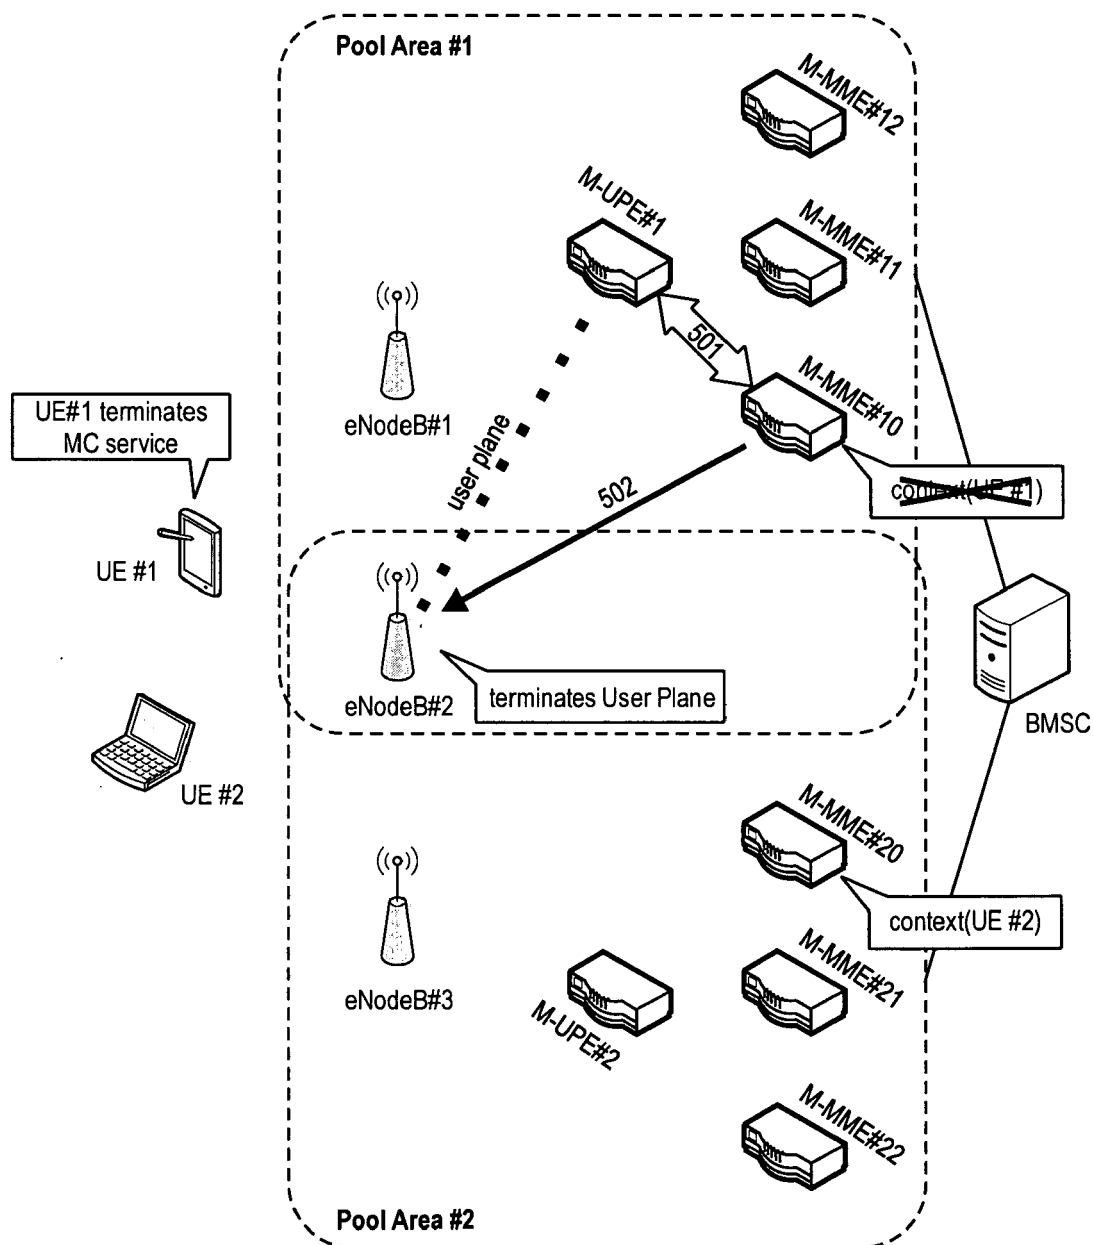 Pool Area #1
M-MME#12
M-UPE#1
M-MME#11
501
M-MME#10
eNodeB#1
UE#1 terminates
MC service
user plane
502
context(UE #1)
UE #1
eNodeB#2
terminates User Plane
BMSC
UE #2
M-MME#20
context(UE #2)
eNodeB#3
M-UPE#2
M-MME#21
M-MME#22
Pool Area #2